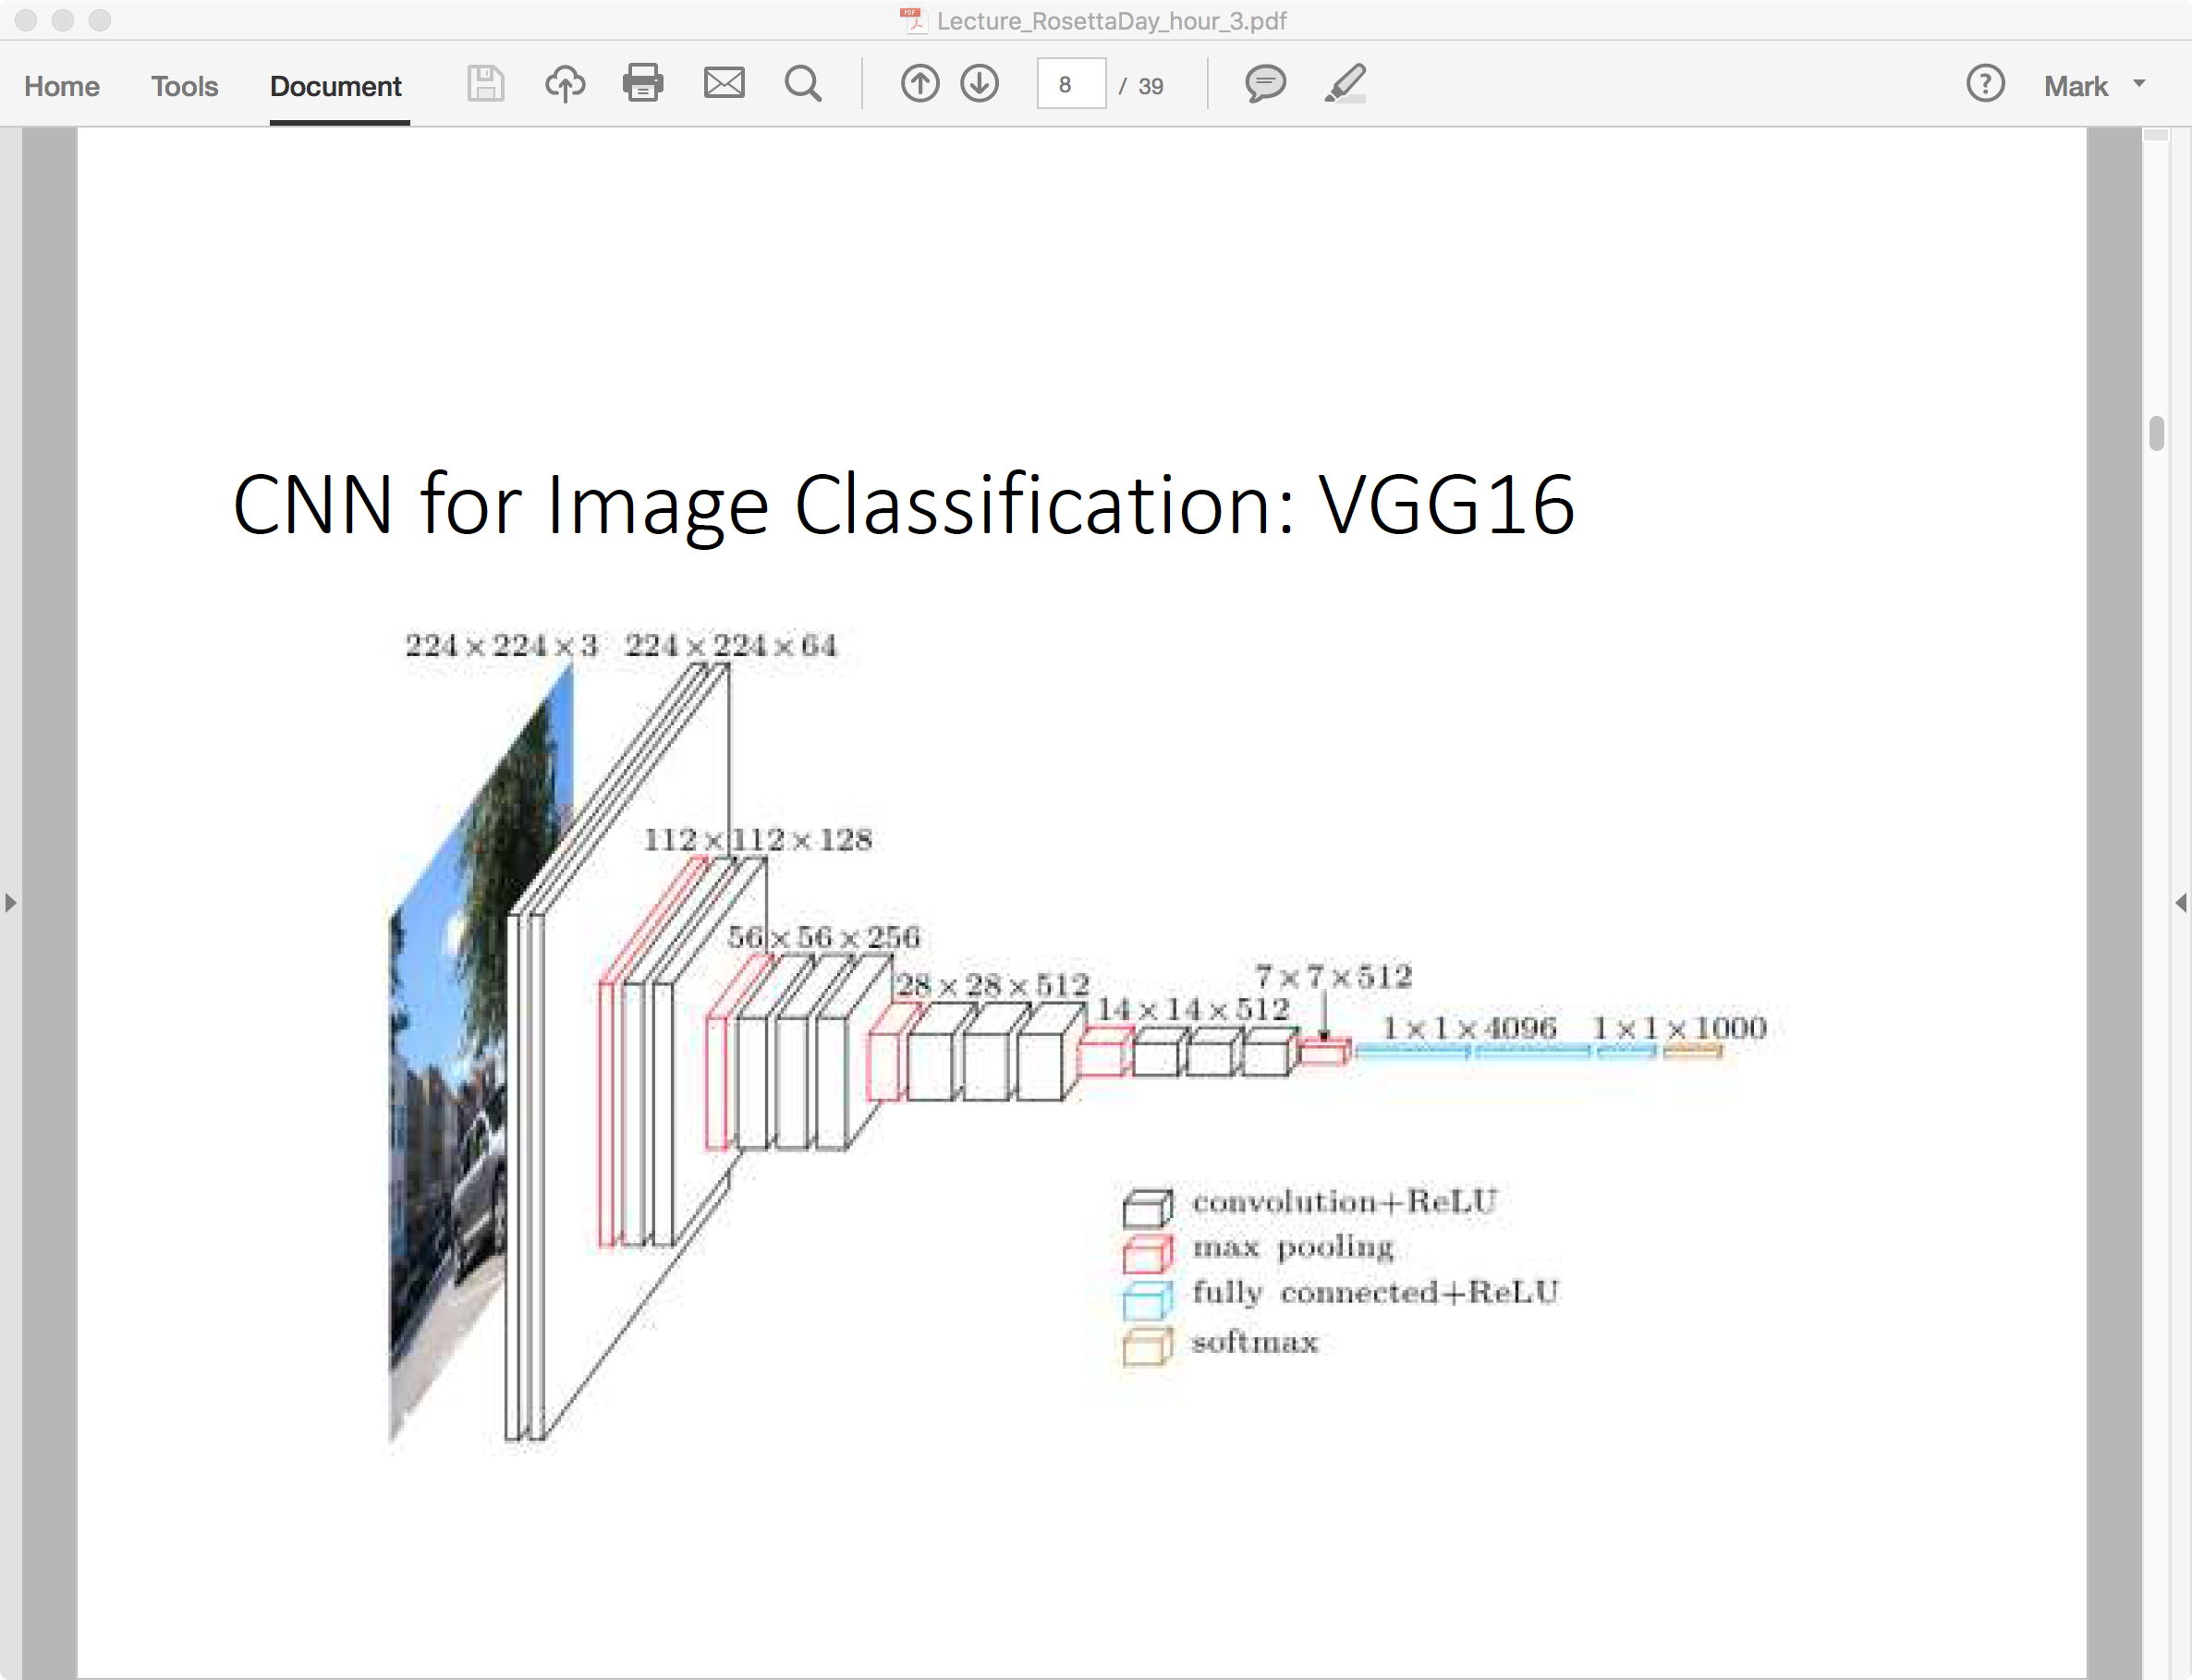 Lecture_RosettaDay_hour_3.pdf
Home Tools Document 8 / 39 Mark
CNN for Image Classification: VGG16
224×224×3 224×224×64
112×112×128
56×56×256
28×28×512
14×14×512
7×7×512
1×1×4096 1×1×1000
convolution+ReLU
max pooling
fully connected+ReLU
softmax